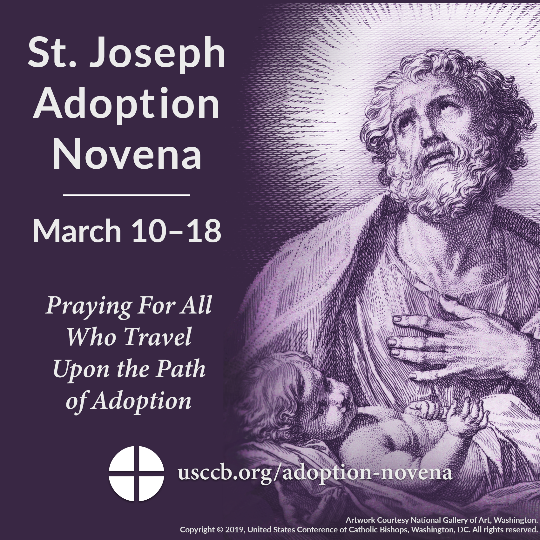 St. Joseph
Adoption
Novena
March 10–18
Praying For All
Who Travel
Upon the Path
of Adoption
usccb.org/adoption-novena
Artwork Courtesy National Gallery of Art, Washington.
Copyright © 2019, United States Conference of Catholic Bishops, Washington, DC. All rights reserved.